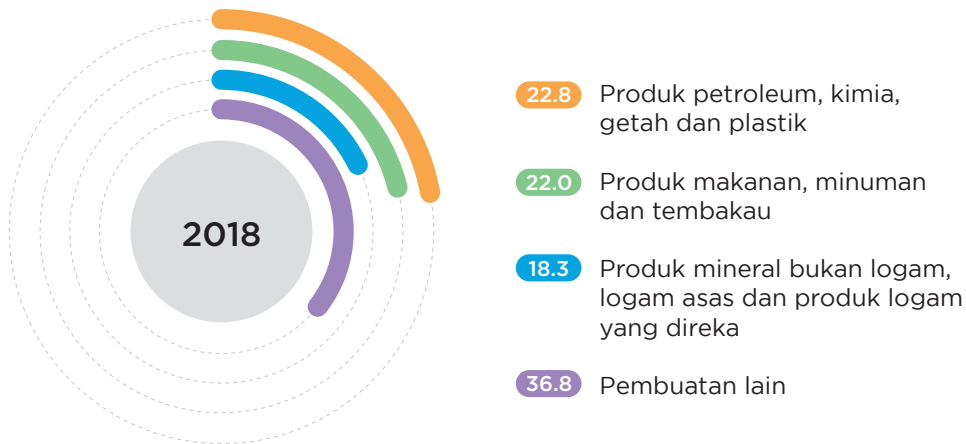 2018
22.8 Produk petroleum, kimia,
getah dan plastik
22.0 Produk makanan, minuman
dan tembakau
18.3 Produk mineral bukan logam,
logam asas dan produk logam
yang direka
36.8 Pembuatan lain